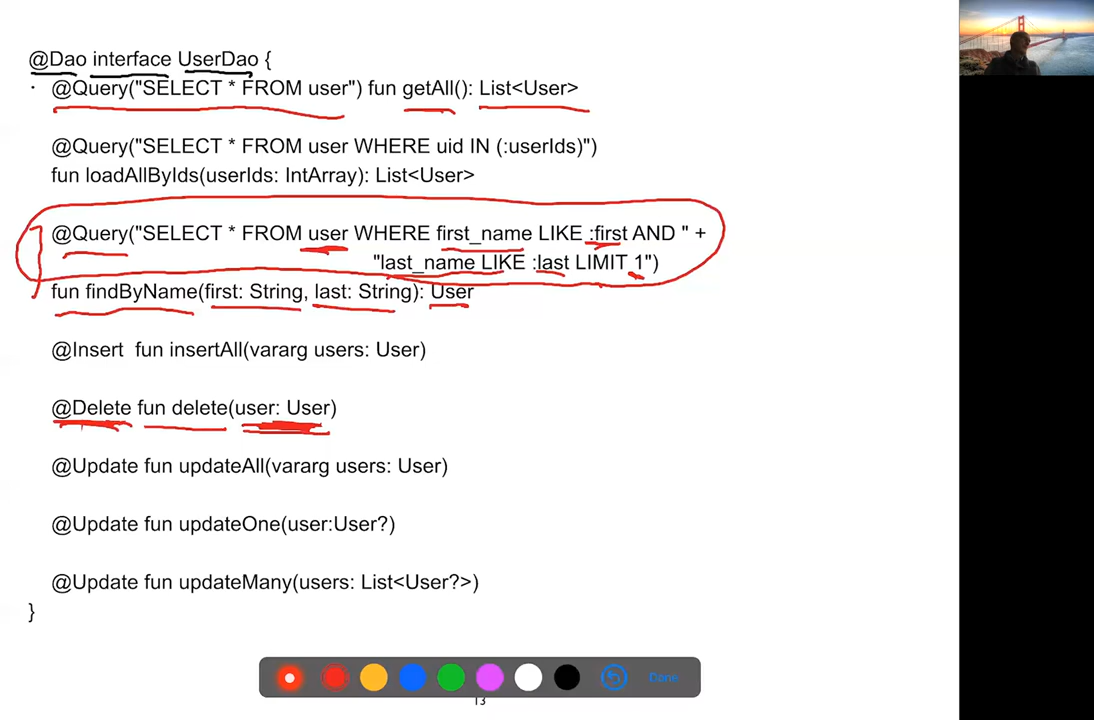 @Dao interface UserDao {
@Query("SELECT * FROM user") fun getAll(): List<User>
@Query("SELECT * FROM user WHERE uid IN (:userIds)")
fun loadAllByIds(userIds: IntArray): List<User>
@Query("SELECT * FROM user WHERE first_name LIKE :first AND " +
"last_name LIKE :last LIMIT 1")
fun findByName(first: String, last: String): User
@Insert  fun insertAll(vararg users: User)
@Delete fun delete(user: User)
@Update fun updateAll(vararg users: User)
@Update fun updateOne(user:User?)
@Update fun updateMany(users: List<User?>)
}
Done
13